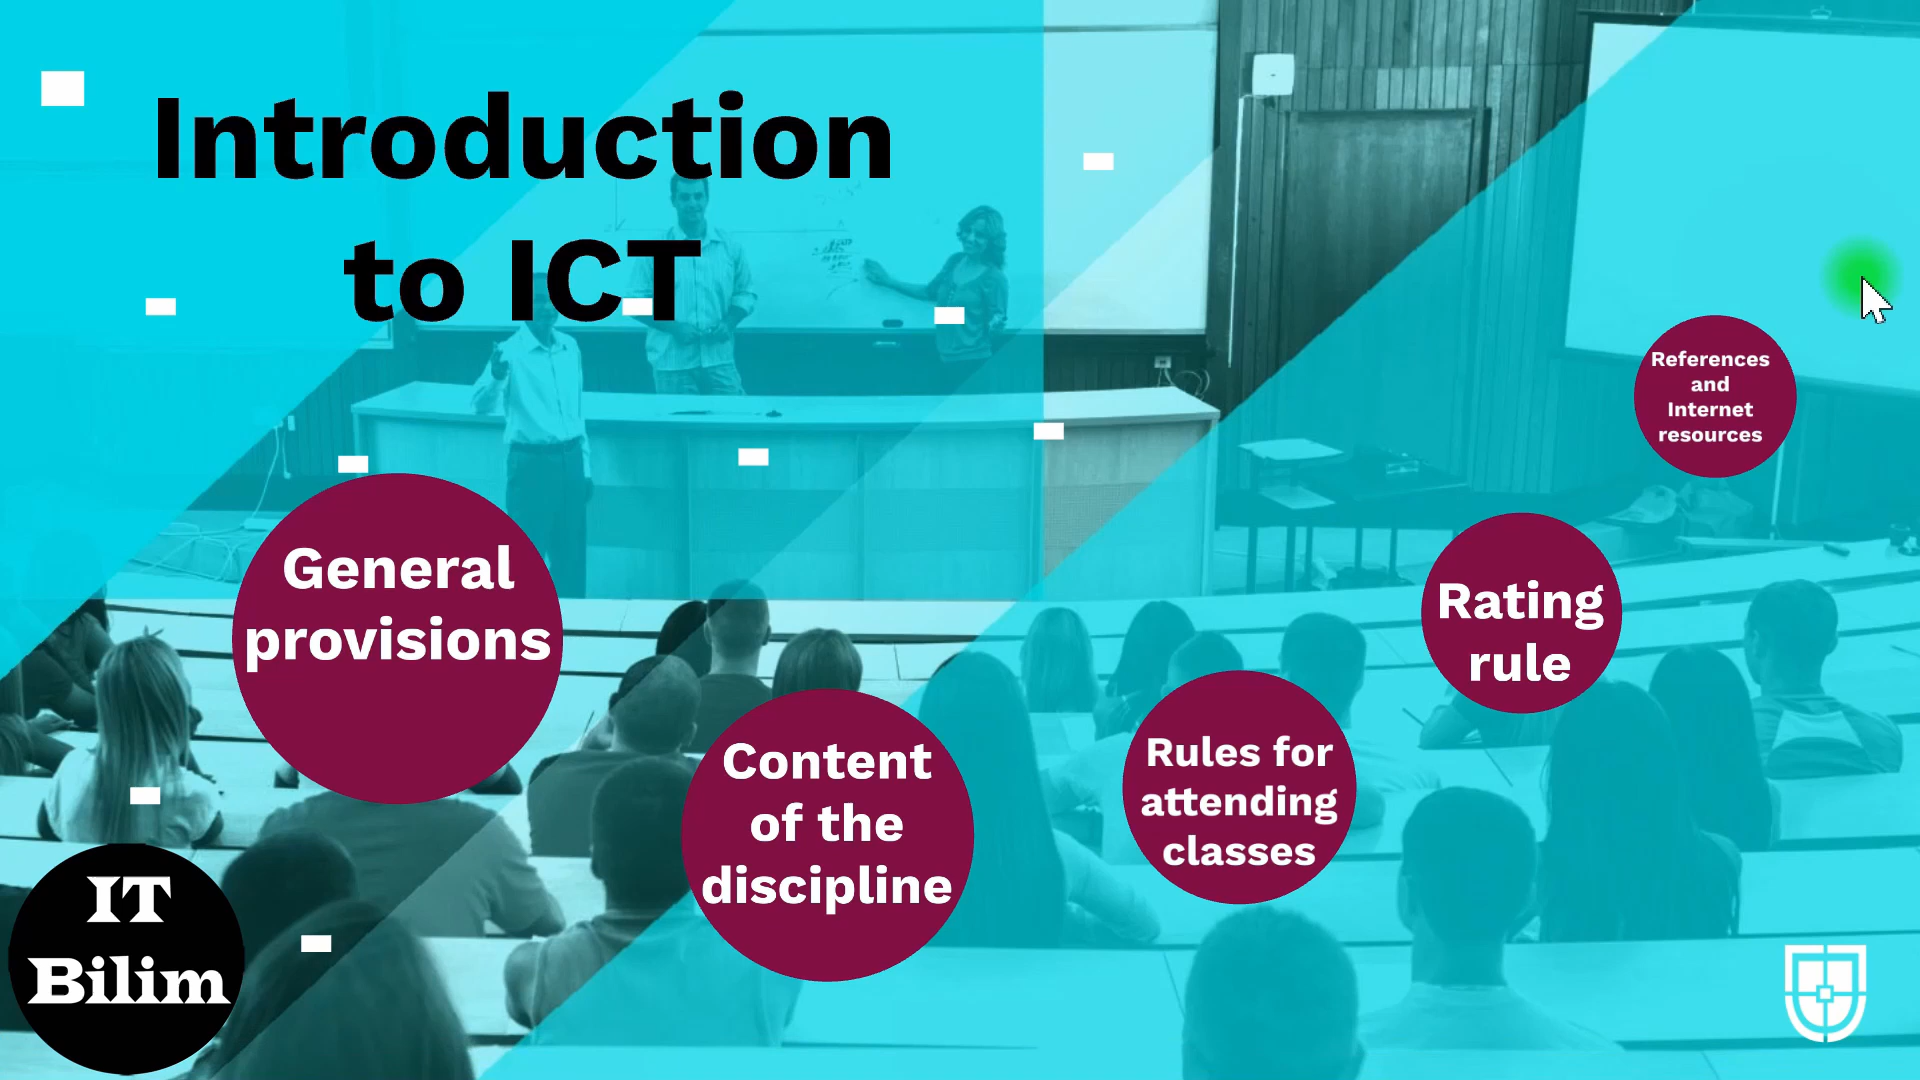 Introduction
to ICT
General
provisions
Content
of the
discipline
Rules for
attending
classes
Rating
rule
References
and
Internet
resources
IT
Bilim